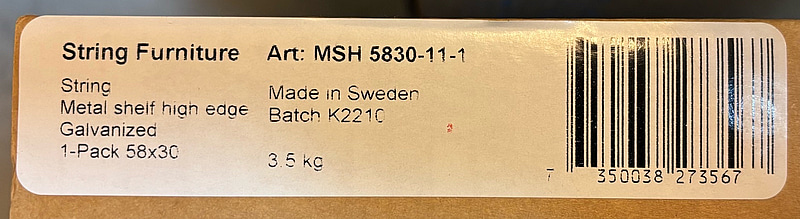 String Furniture Art: MSH 5830-11-1
String
Metal shelf high edge
Galvanized
1-Pack 58x30
Made in Sweden
Batch K2210
3.5 kg
7 350038 273567